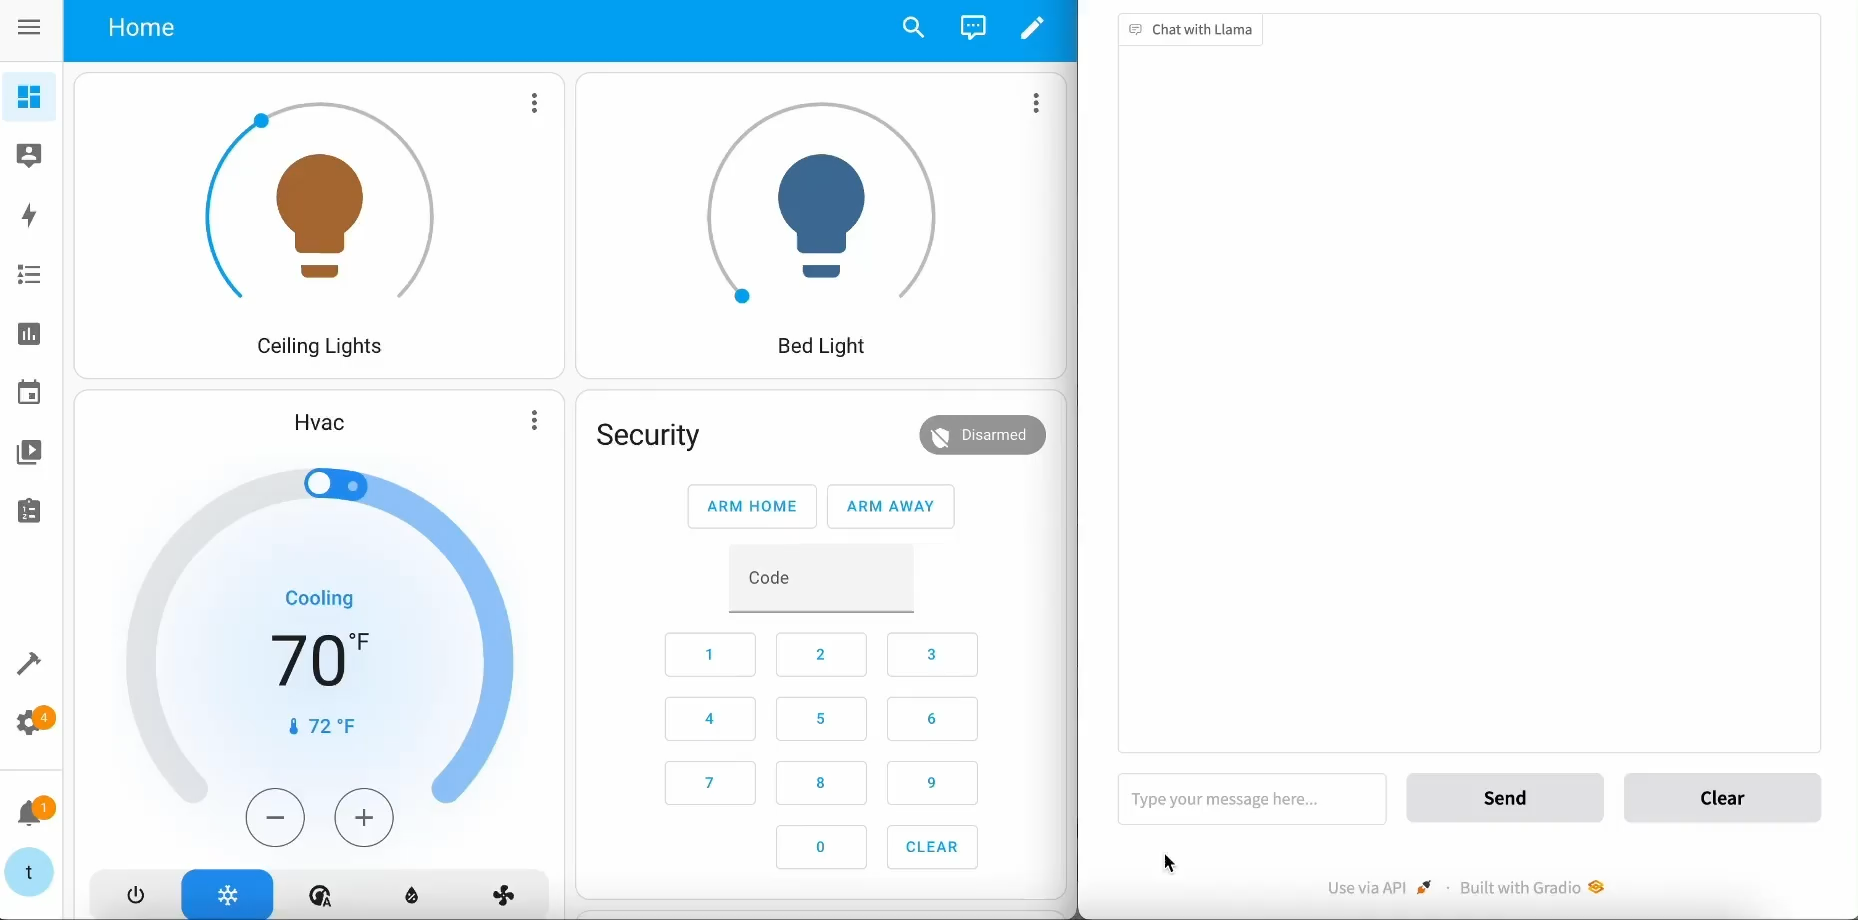 Home
Ceiling Lights
Bed Light
Hvac
Cooling
70 °F
72 °F
Security
Disarmed
ARM HOME
ARM AWAY
Code
1 2 3
4 5 6
7 8 9
0 CLEAR
4
1
t
Chat with Llama
Type your message here...
Send
Clear
Use via API · Built with Gradio